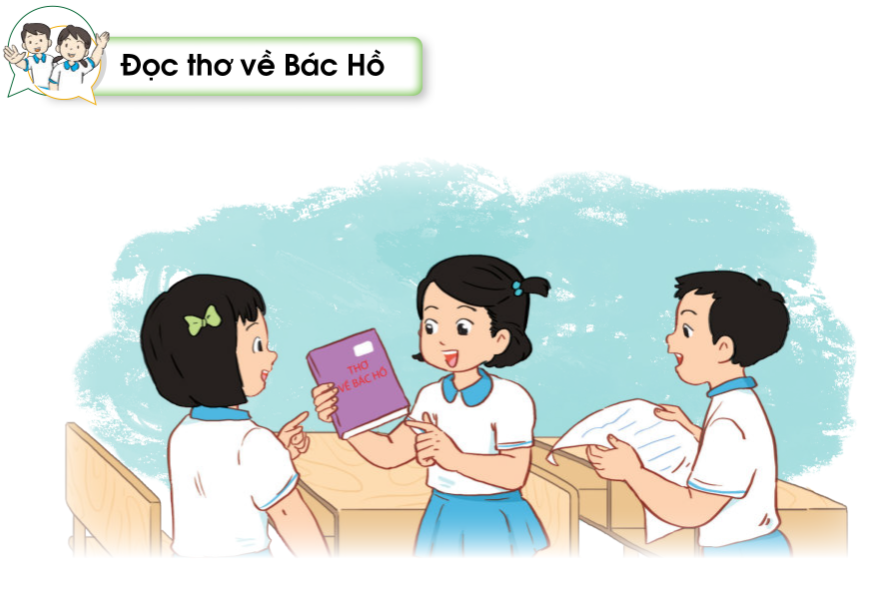 Đọc thơ về Bác Hồ
THƠ
VỀ BÁC HỒ